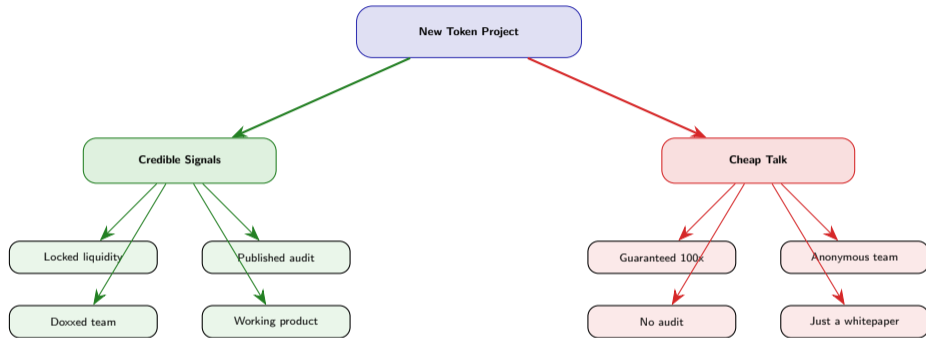 New Token Project
Credible Signals
Cheap Talk
Locked liquidity
Published audit
Guaranteed 100x
Anonymous team
Doxxed team
Working product
No audit
Just a whitepaper